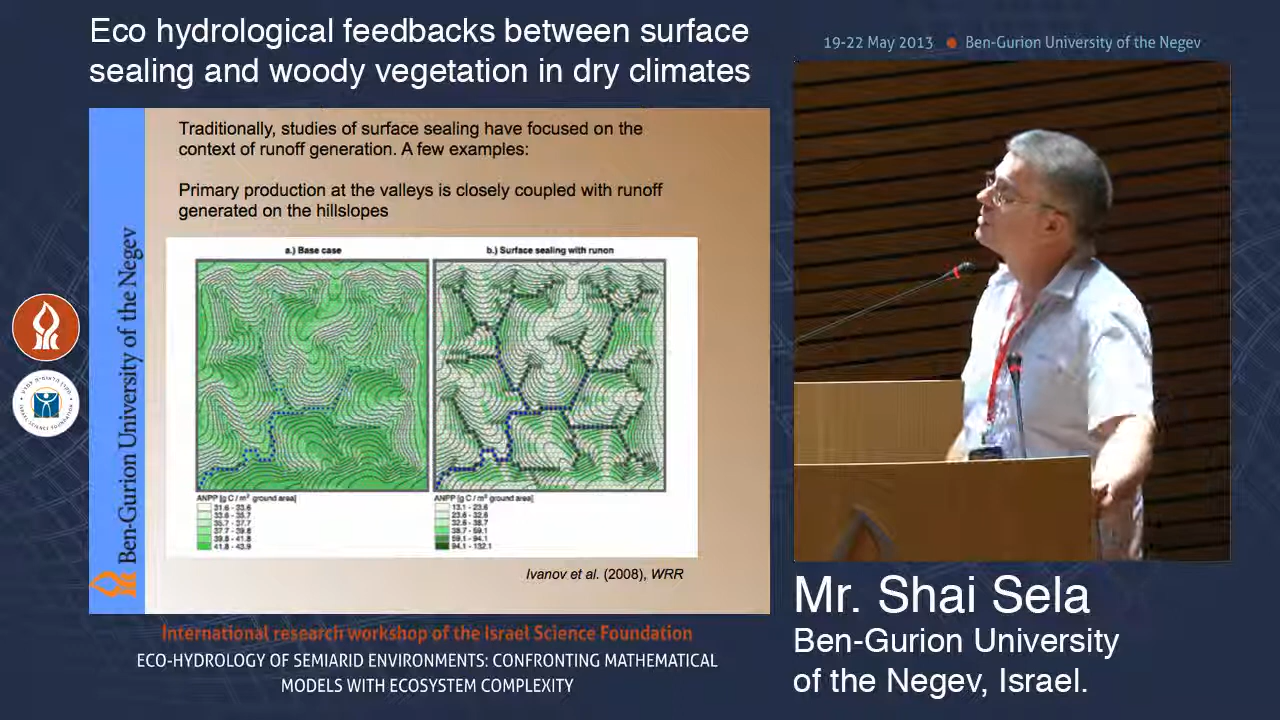 Eco hydrological feedbacks between surface
sealing and woody vegetation in dry climates
19-22 May 2013 ● Ben-Gurion University of the Negev
Ben-Gurion University of the Negev
Traditionally, studies of surface sealing have focused on the
context of runoff generation. A few examples:
Primary production at the valleys is closely coupled with runoff
generated on the hillslopes
a.) Base case
b.) Surface sealing with runon
ANPP [g C / m² ground area]
31.6 - 33.6
33.6 - 35.7
35.7 - 37.7
37.7 - 39.8
39.8 - 41.8
41.8 - 43.9
ANPP [g C / m² ground area]
13.1 - 23.6
23.6 - 32.6
32.6 - 38.7
38.7 - 59.1
59.1 - 94.1
94.1 - 132.1
Ivanov et al. (2008), WRR
International research workshop of the Israel Science Foundation
ECO-HYDROLOGY OF SEMIARID ENVIRONMENTS: CONFRONTING MATHEMATICAL
MODELS WITH ECOSYSTEM COMPLEXITY
Mr. Shai Sela
Ben-Gurion University
of the Negev, Israel.